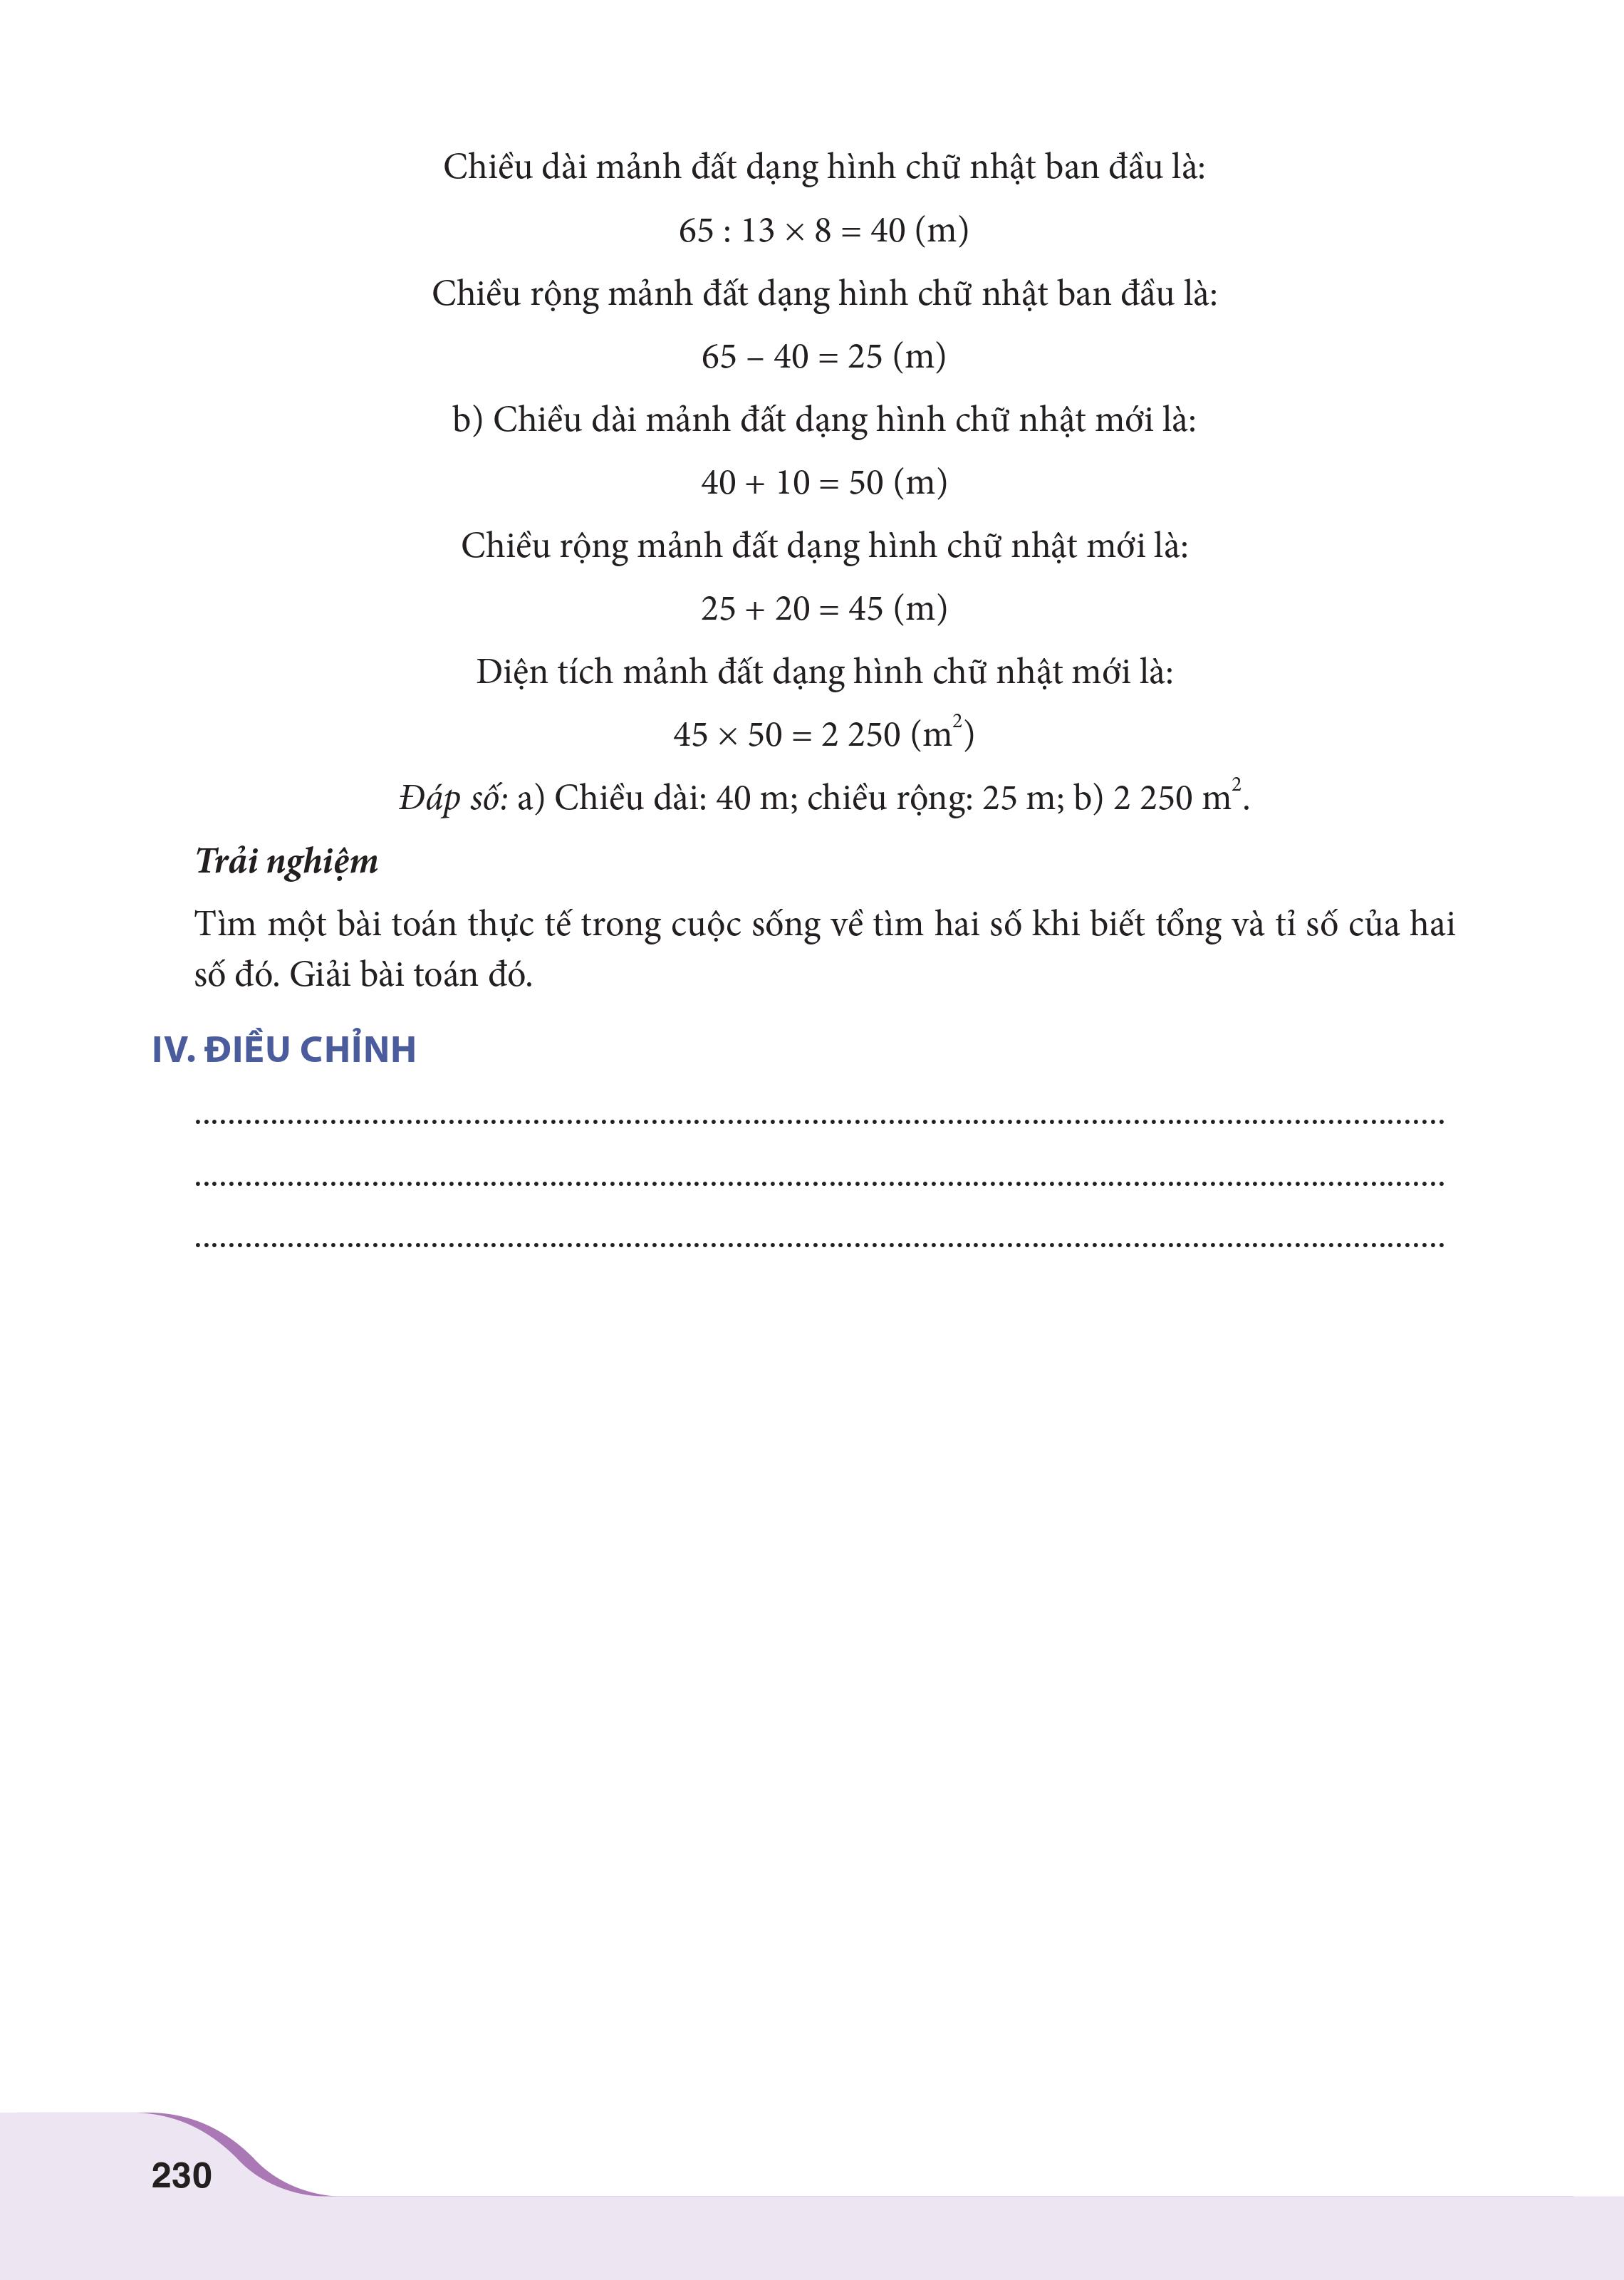 Chiều dài mảnh đất dạng hình chữ nhật ban đầu là:
65 : 13 × 8 = 40 (m)
Chiều rộng mảnh đất dạng hình chữ nhật ban đầu là:
65 – 40 = 25 (m)
b) Chiều dài mảnh đất dạng hình chữ nhật mới là:
40 + 10 = 50 (m)
Chiều rộng mảnh đất dạng hình chữ nhật mới là:
25 + 20 = 45 (m)
Diện tích mảnh đất dạng hình chữ nhật mới là:
45 × 50 = 2 250 (m²)
Đáp số: a) Chiều dài: 40 m; chiều rộng: 25 m; b) 2 250 m².
Trải nghiệm
Tìm một bài toán thực tế trong cuộc sống về tìm hai số khi biết tổng và tỉ số của hai
số đó. Giải bài toán đó.
IV. ĐIỀU CHỈNH
230